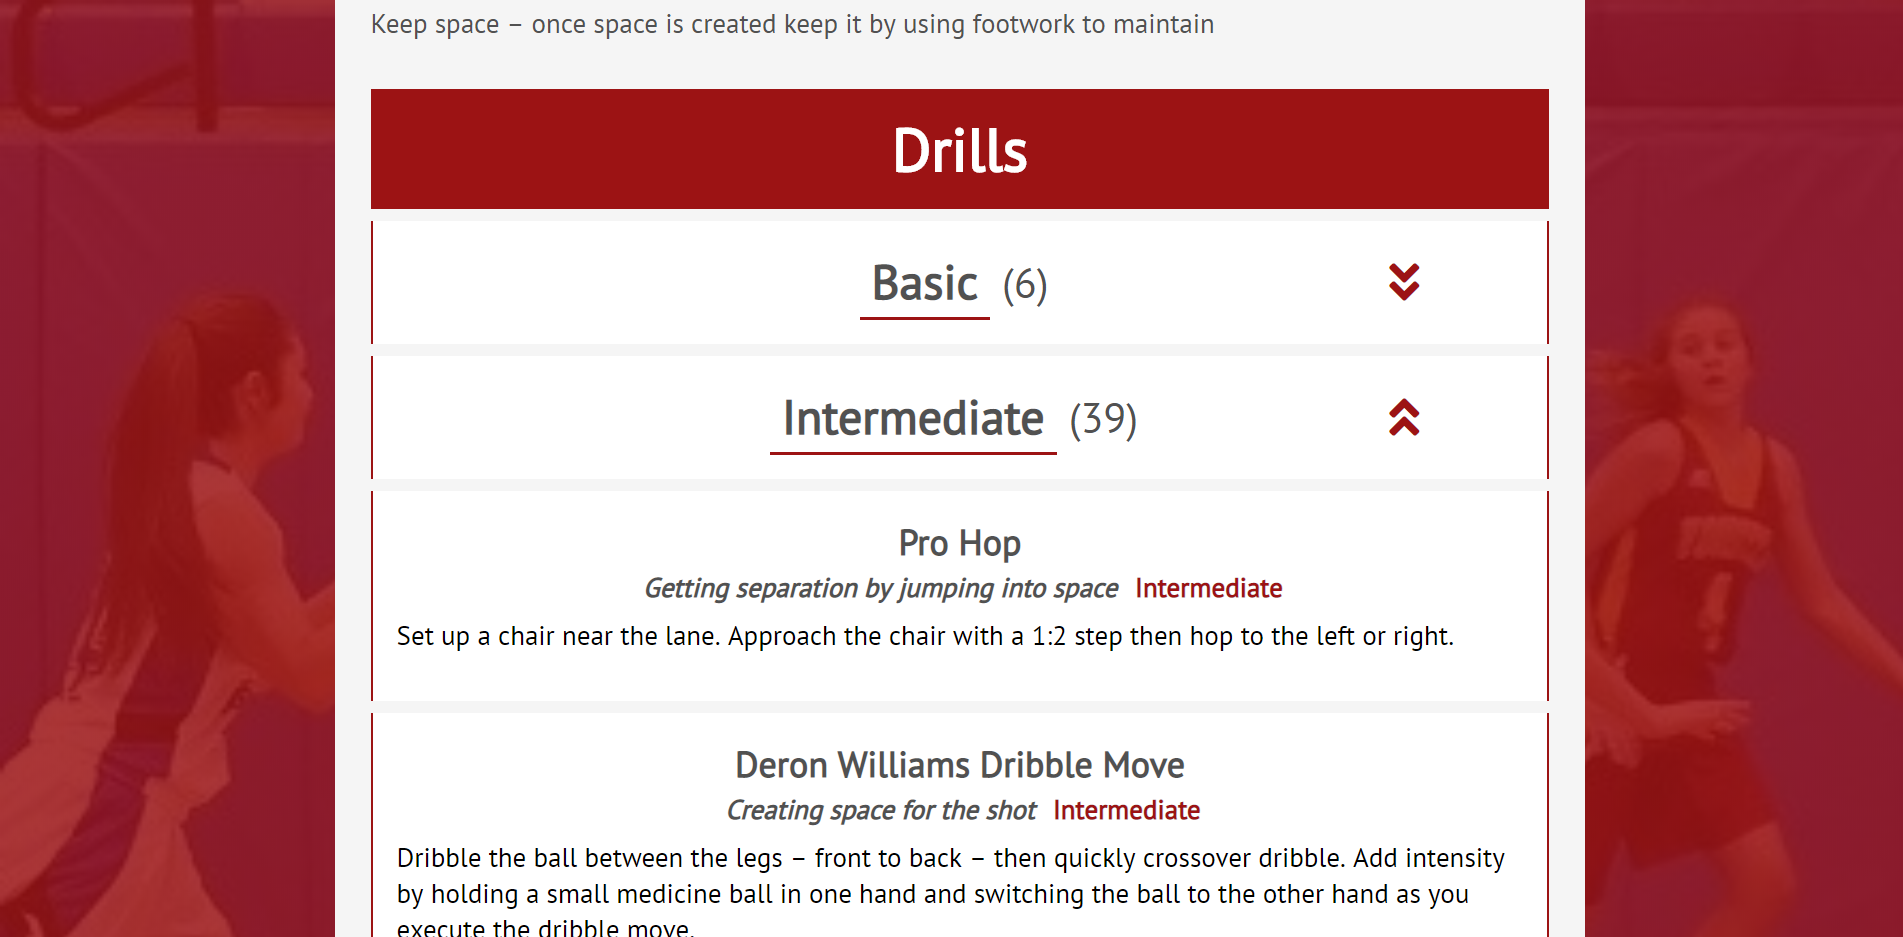 Keep space – once space is created keep it by using footwork to maintain
Drills
Basic (6)
Intermediate (39)
Pro Hop
Getting separation by jumping into space Intermediate
Set up a chair near the lane. Approach the chair with a 1:2 step then hop to the left or right.
Deron Williams Dribble Move
Creating space for the shot Intermediate
Dribble the ball between the legs – front to back – then quickly crossover dribble. Add intensity
by holding a small medicine ball in one hand and switching the ball to the other hand as you
execute the dribble move.